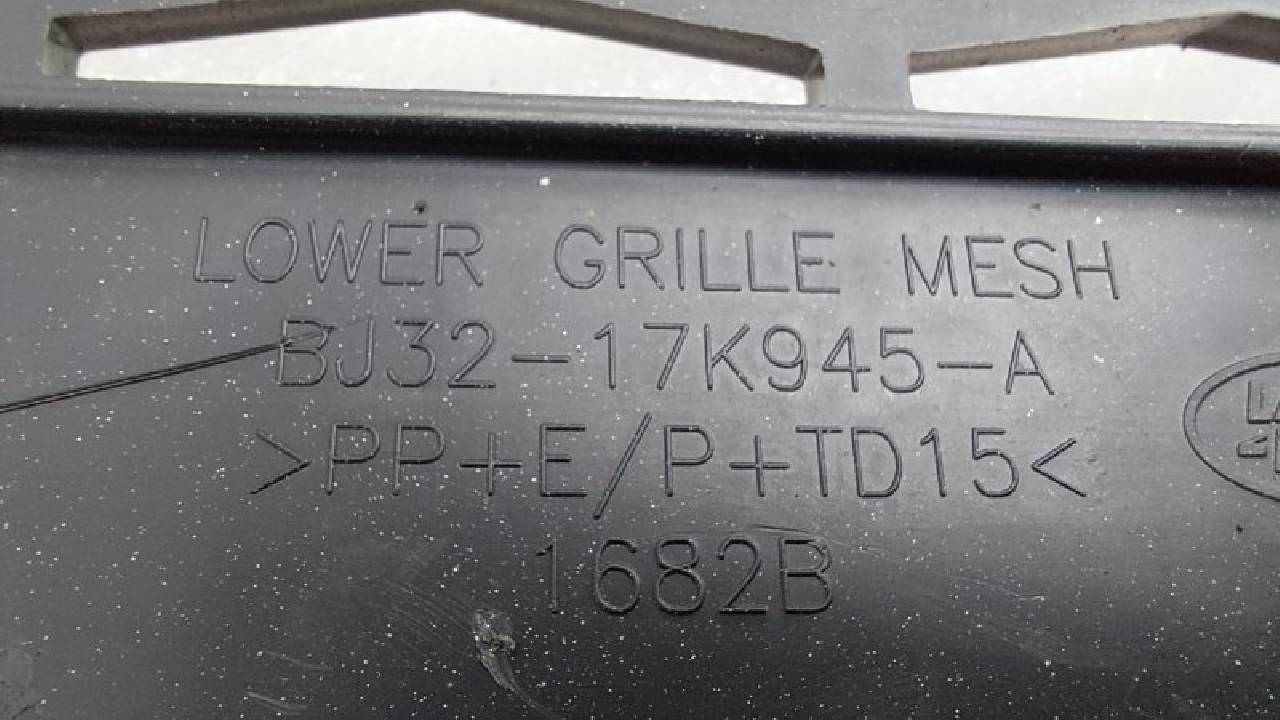 LOWER GRILLE MESH
BJ32-17K945-A
>PP+E/P+TD15<
1682B